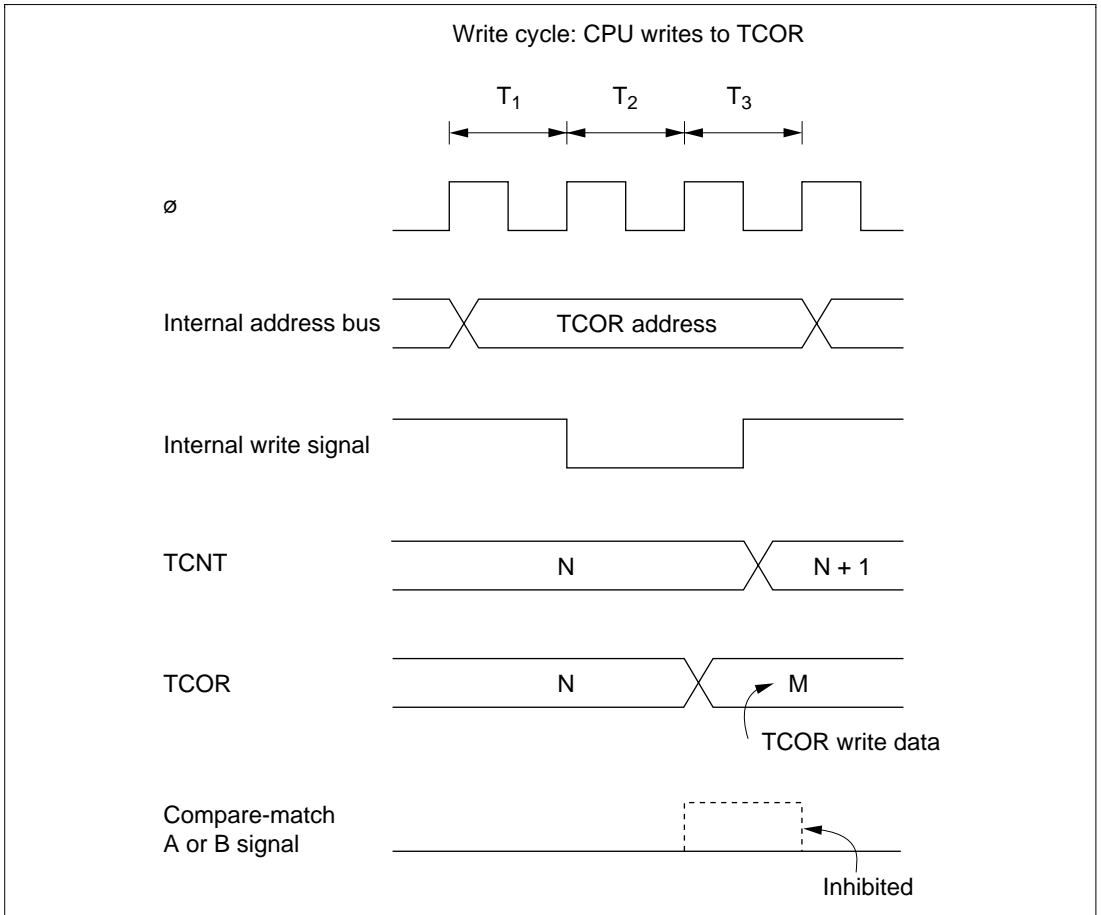 Write cycle: CPU writes to TCOR
T1 T2 T3
ø
Internal address bus TCOR address
Internal write signal
TCNT N N + 1
TCOR N M
TCOR write data
Compare-match
A or B signal
Inhibited